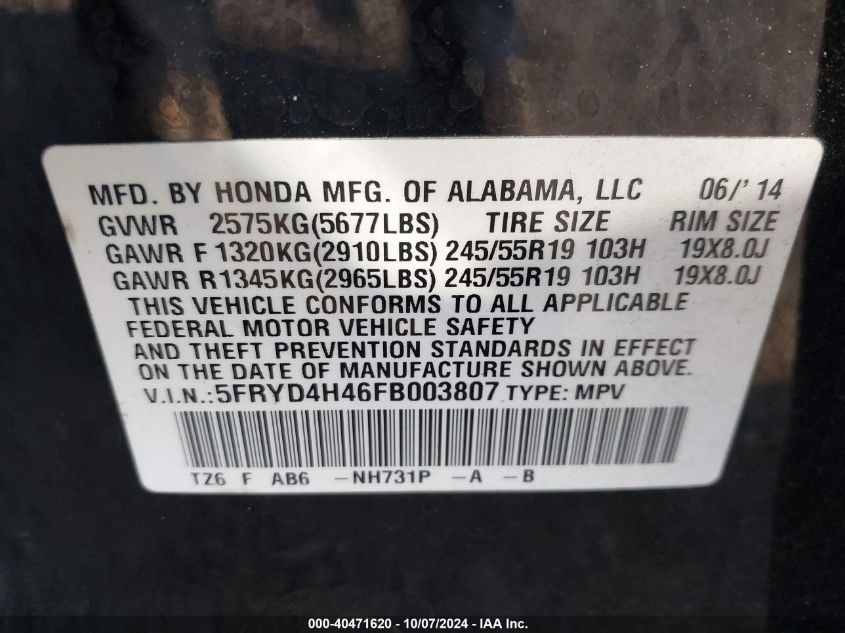 MFD. BY HONDA MFG. OF ALABAMA, LLC 06/' 14
GVWR 2575KG(5677LBS) TIRE SIZE RIM SIZE
GAWR F 1320KG(2910LBS) 245/55R19 103H 19X8.0J
GAWR R1345KG(2965LBS) 245/55R19 103H 19X8.0J
THIS VEHICLE CONFORMS TO ALL APPLICABLE
FEDERAL MOTOR VEHICLE SAFETY
AND THEFT PREVENTION STANDARDS IN EFFECT
ON THE DATE OF MANUFACTURE SHOWN ABOVE.
V.I.N.:5FRYD4H46FB003807 TYPE: MPV
TZ6 F AB6 -NH731P -A -B
000-40471620 - 10/07/2024 - IAA Inc.